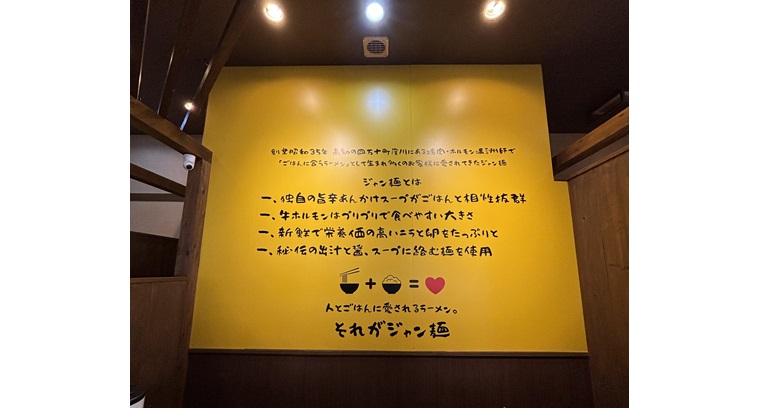 創業昭和35年 高知の四万十町窪川にある焼肉・ホルモン満洲軒で
「ごはんに合うラーメン」として生まれ多くのお客様に愛されてきたジャン麺
ジャン麺とは
一、独自の旨辛あんかけスープがごはんと相性抜群
一、牛ホルモンはプリプリで食べやすい大きさ
一、新鮮で栄養価の高いニラと卵をたっぷりと
一、秘伝の出汁と醤、スープに絡む麺を使用
+ =
人とごはんに愛されるラーメン。
それがジャン麺